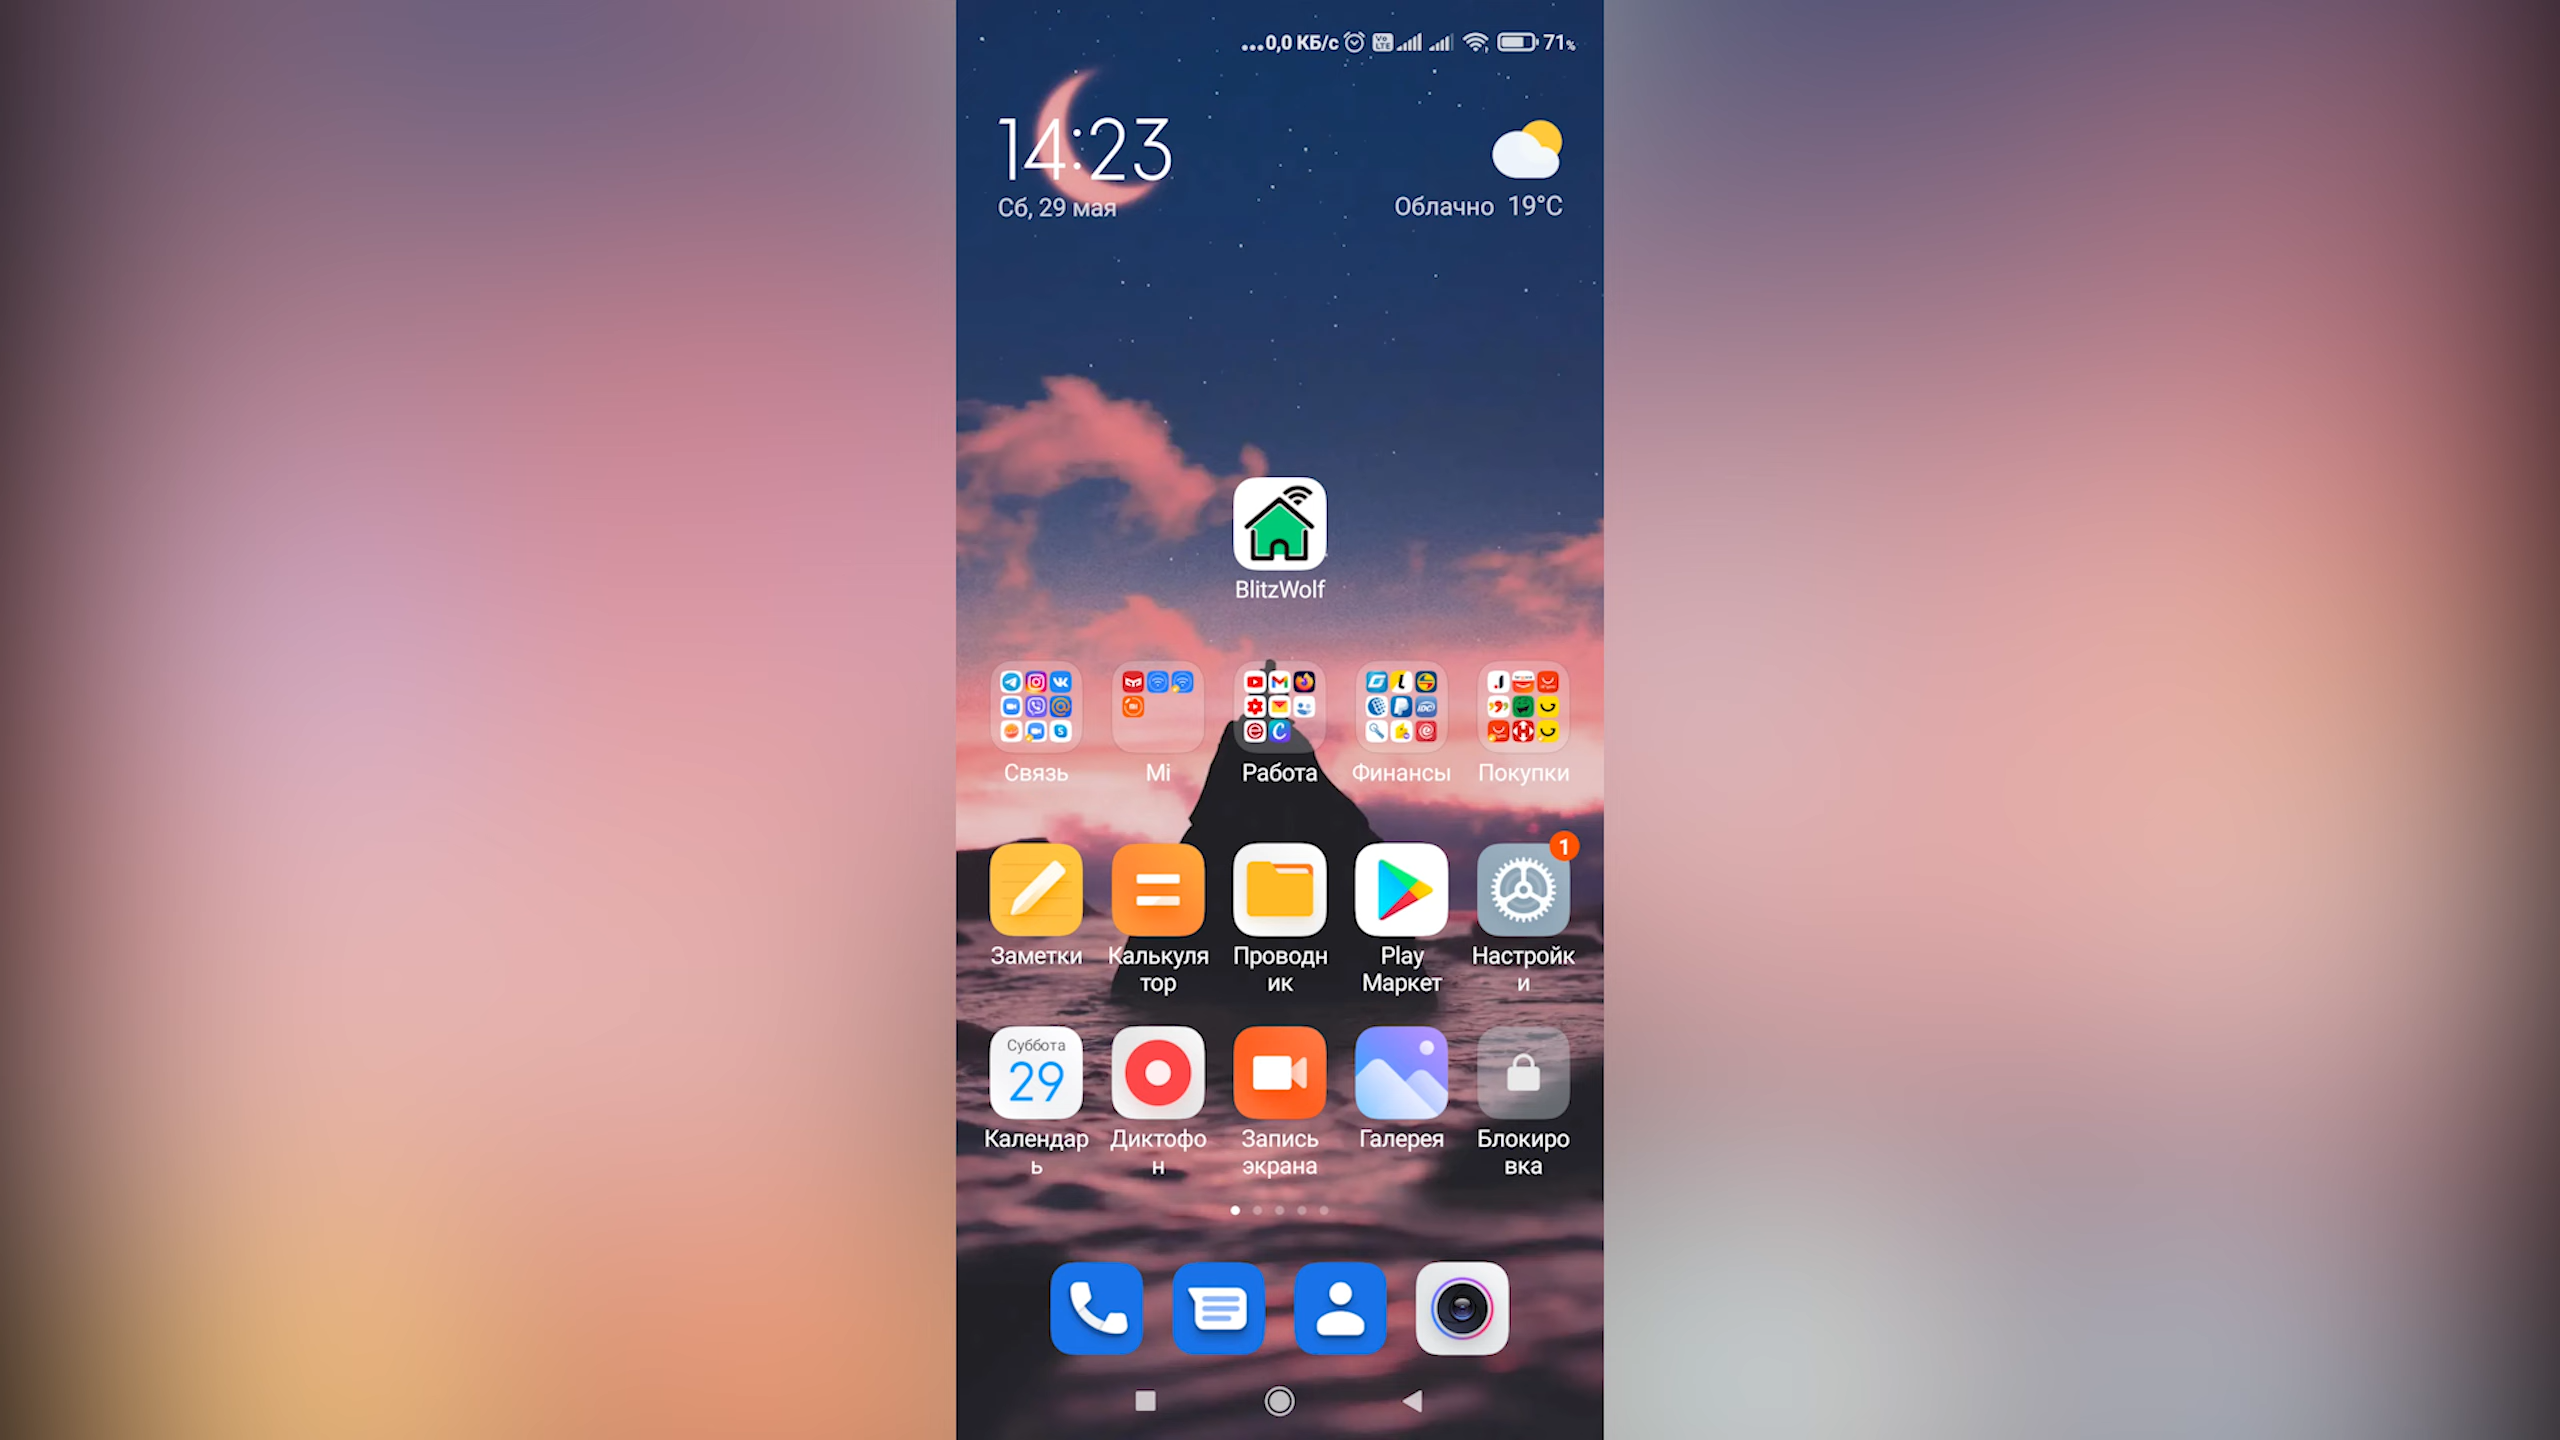 ...0,0 КБ/с 71%
14:23
Сб, 29 мая
Облачно 19°C
BlitzWolf
Связь Mi Работа Финансы Покупки
1
Заметки Калькуля Проводн Play Настройк
тор ик Маркет и
Суббота
29
Календар Диктофо Запись Галерея Блокиро
ь н экрана вка